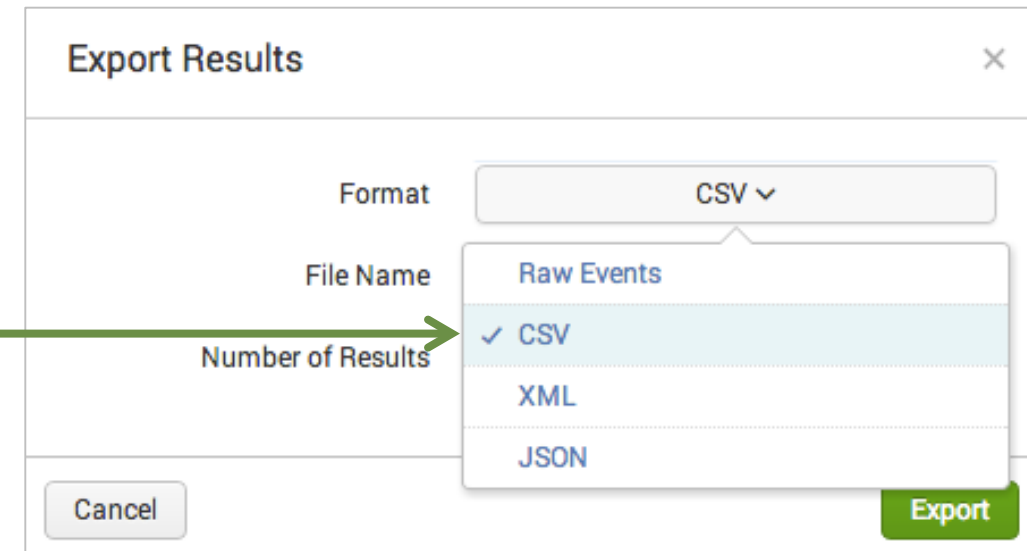 Export Results ×
Format CSV
File Name Raw Events
CSV
Number of Results
XML
JSON
Cancel Export